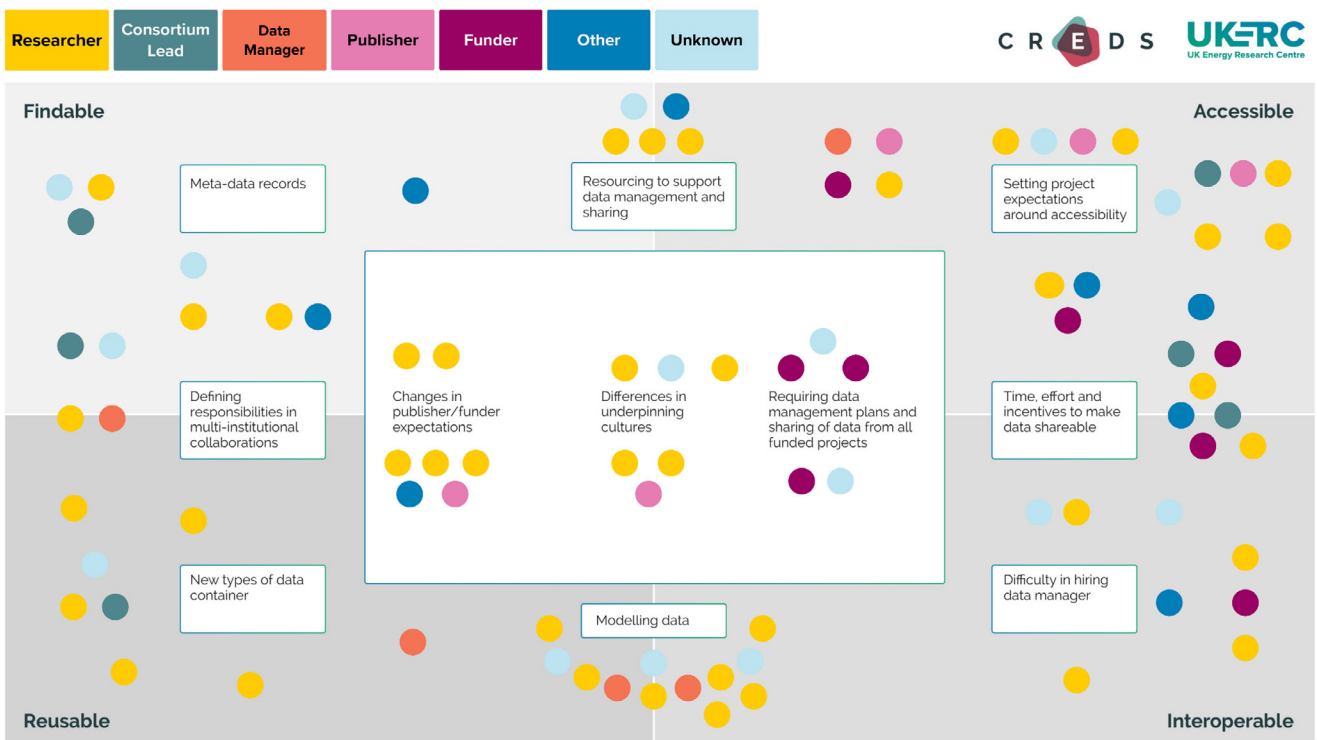 Researcher
Consortium
Lead
Data
Manager
Publisher
Funder
Other
Unknown
C R E D S
UKERC
UK Energy Research Centre
Findable
Accessible
Meta-data records
Resourcing to support
data management and
sharing
Setting project
expectations
around accessibility
Defining
responsibilities in
multi-institutional
collaborations
Changes in
publisher/funder
expectations
Differences in
underpinning
cultures
Requiring data
management plans and
sharing of data from all
funded projects
Time, effort and
incentives to make
data shareable
New types of data
container
Modelling data
Difficulty in hiring
data manager
Reusable
Interoperable